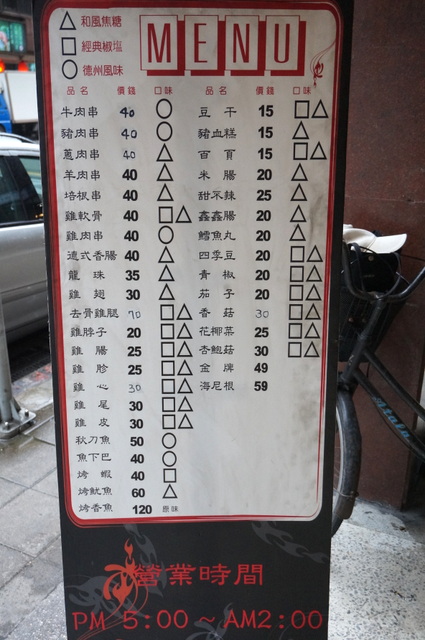 △ 和風焦糖
□ 經典椒塩
○ 德州風味
MENU
品名 價錢 口味
牛肉串 40 ○
豬肉串 40 ○
蔥肉串 40 △
羊肉串 40 △
培根串 40 △
雞軟骨 40 □△
雞肉串 40 ○
德式香腸 40 △
龍珠 35 △
雞翅 30 △
去骨雞腿 70 □△
雞脖子 20 □△
雞腸 25 □△
雞胗 25 □△
雞心 30 □△
雞尾 30 □△
雞皮 30 □△
秋刀魚 50 ○
魚下巴 40 ○
烤蝦 40 □
烤魷魚 60 △
烤香魚 120 原味
品名 價錢 口味
豆干 15 □△
豬血糕 15 △
百頁 15 □△
米腸 20 △
甜不辣 25 △
鑫鑫腸 20 △
鱈魚丸 20 △
四季豆 20 □△
青椒 20 □△
茄子 20 □△
香菇 30 □△
花椰菜 25 □△
杏鮑菇 30 □△
金牌 49
海尼根 59
營業時間
PM 5:00~AM2:00